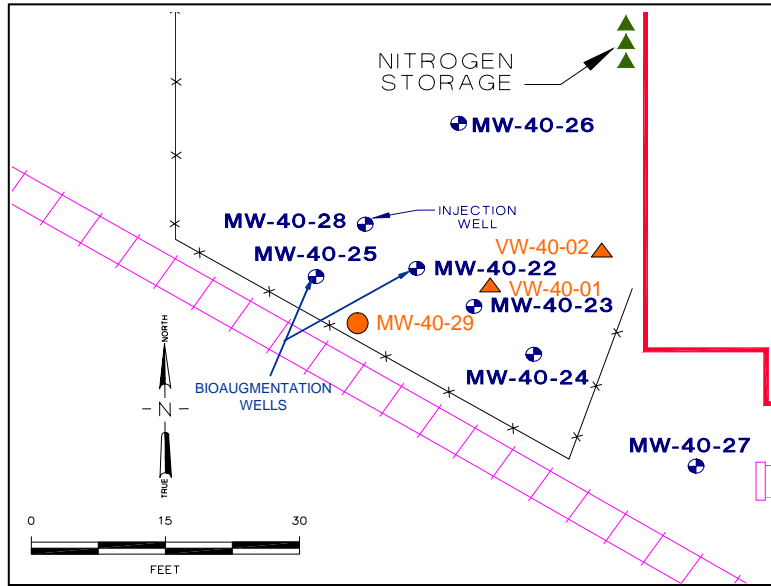 NITROGEN
STORAGE
MW-40-26
MW-40-28
INJECTION
WELL
MW-40-25
VW-40-02
MW-40-22
VW-40-01
MW-40-23
MW-40-29
MW-40-24
BIOAUGMENTATION
WELLS
NORTH
N
TRUE
MW-40-27
0 15 30
FEET